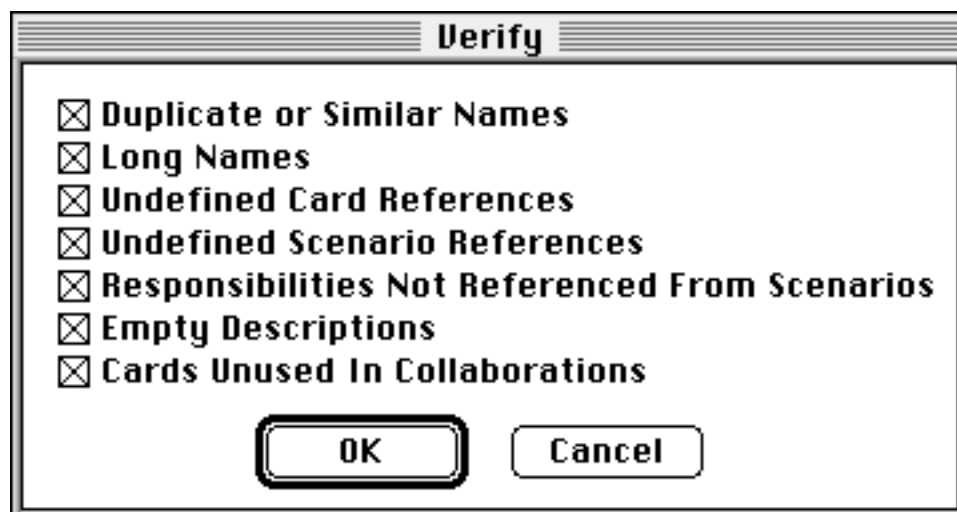 Verify
Duplicate or Similar Names
Long Names
Undefined Card References
Undefined Scenario References
Responsibilities Not Referenced From Scenarios
Empty Descriptions
Cards Unused In Collaborations
OK Cancel